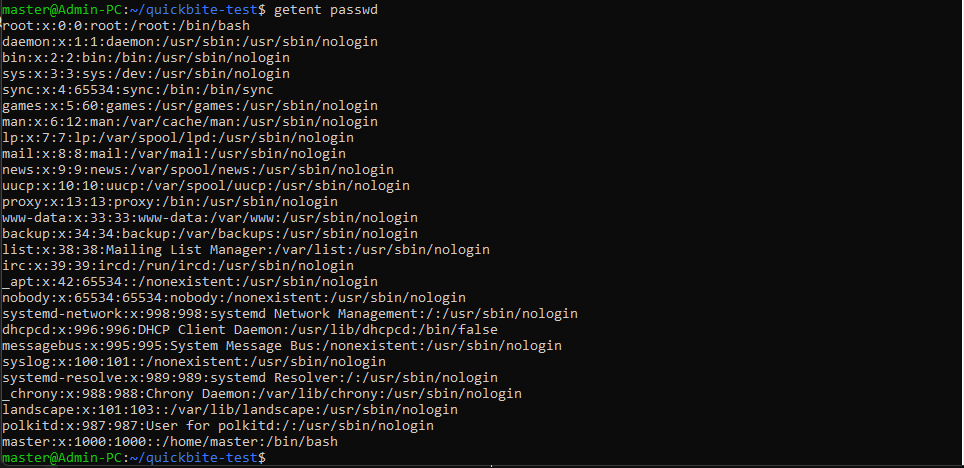 master@Admin-PC:~/quickbite-test$ getent passwd
root:x:0:0:root:/root:/bin/bash
daemon:x:1:1:daemon:/usr/sbin:/usr/sbin/nologin
bin:x:2:2:bin:/bin:/usr/sbin/nologin
sys:x:3:3:sys:/dev:/usr/sbin/nologin
sync:x:4:65534:sync:/bin:/bin/sync
games:x:5:60:games:/usr/games:/usr/sbin/nologin
man:x:6:12:man:/var/cache/man:/usr/sbin/nologin
lp:x:7:7:lp:/var/spool/lpd:/usr/sbin/nologin
mail:x:8:8:mail:/var/mail:/usr/sbin/nologin
news:x:9:9:news:/var/spool/news:/usr/sbin/nologin
uucp:x:10:10:uucp:/var/spool/uucp:/usr/sbin/nologin
proxy:x:13:13:proxy:/bin:/usr/sbin/nologin
www-data:x:33:33:www-data:/var/www:/usr/sbin/nologin
backup:x:34:34:backup:/var/backups:/usr/sbin/nologin
list:x:38:38:Mailing List Manager:/var/list:/usr/sbin/nologin
irc:x:39:39:ircd:/run/ircd:/usr/sbin/nologin
_apt:x:42:65534::/nonexistent:/usr/sbin/nologin
nobody:x:65534:65534:nobody:/nonexistent:/usr/sbin/nologin
systemd-network:x:998:998:systemd Network Management:/:/usr/sbin/nologin
dhcpcd:x:996:996:DHCP Client Daemon:/usr/lib/dhcpcd:/bin/false
messagebus:x:995:995:System Message Bus:/nonexistent:/usr/sbin/nologin
syslog:x:100:101::/nonexistent:/usr/sbin/nologin
systemd-resolve:x:989:989:systemd Resolver:/:/usr/sbin/nologin
_chrony:x:988:988:Chrony Daemon:/var/lib/chrony:/usr/sbin/nologin
landscape:x:101:103::/var/lib/landscape:/usr/sbin/nologin
polkitd:x:987:987:User for polkitd:/:/usr/sbin/nologin
master:x:1000:1000::/home/master:/bin/bash
master@Admin-PC:~/quickbite-test$